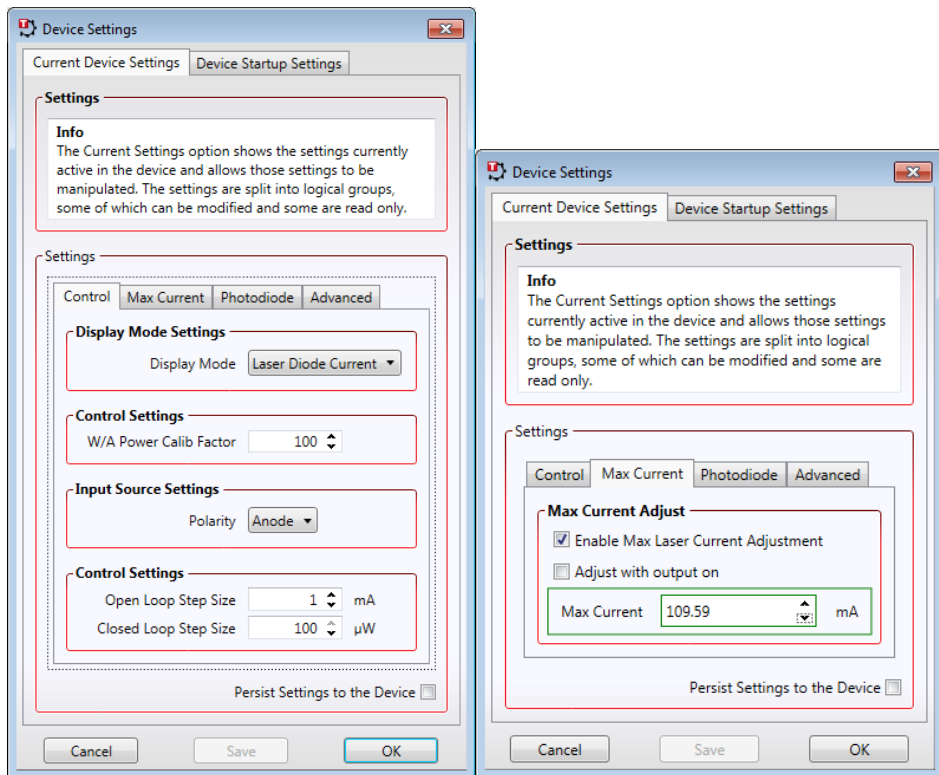 Device Settings
Current Device Settings
Device Startup Settings
Settings
Info
The Current Settings option shows the settings currently
active in the device and allows those settings to be
manipulated. The settings are split into logical groups,
some of which can be modified and some are read only.
Settings
Control
Max Current
Photodiode
Advanced
Display Mode Settings
Display Mode Laser Diode Current
Control Settings
W/A Power Calib Factor 100
Input Source Settings
Polarity Anode
Control Settings
Open Loop Step Size 1 mA
Closed Loop Step Size 100 µW
Persist Settings to the Device
Cancel
Save
OK
Device Settings
Current Device Settings
Device Startup Settings
Settings
Info
The Current Settings option shows the settings
currently active in the device and allows those settings
to be manipulated. The settings are split into logical
groups, some of which can be modified and some are
read only.
Settings
Control
Max Current
Photodiode
Advanced
Max Current Adjust
Enable Max Laser Current Adjustment
Adjust with output on
Max Current 109.59 mA
Persist Settings to the Device
Cancel
Save
OK